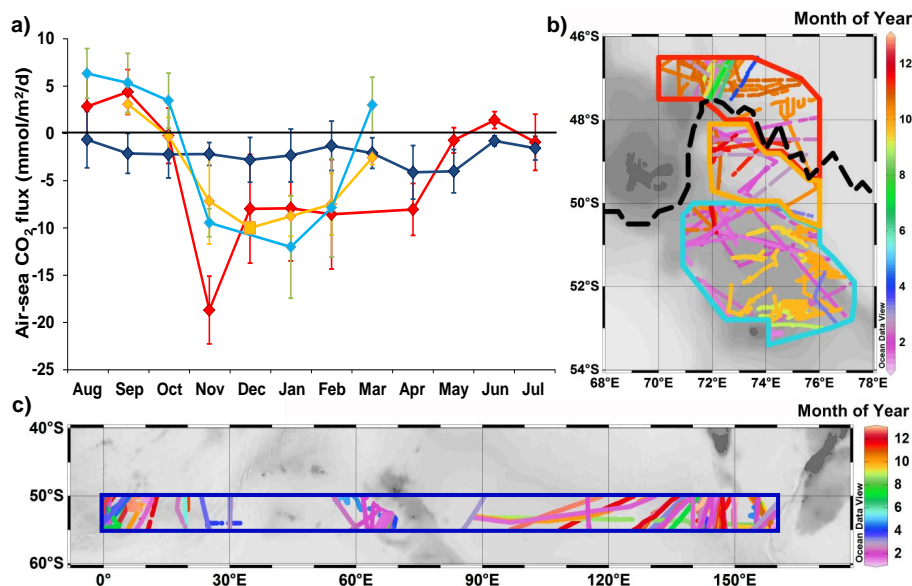 a)
Air-sea CO2 flux (mmol/m²/d)
10
5
0
-5
-10
-15
-20
-25
Aug Sep Oct Nov Dec Jan Feb Mar Apr May Jun Jul
b)
Month of Year
46°S
48°S
50°S
52°S
54°S
68°E 70°E 72°E 74°E 76°E 78°E
Ocean Data View
12
10
8
6
4
2
c)
Month of Year
40°S
50°S
60°S
0° 30°E 60°E 90°E 120°E 150°E
Ocean Data View
12
10
8
6
4
2